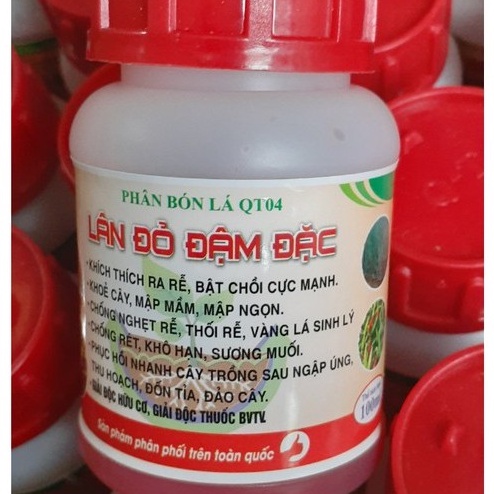 PHÂN BÓN LÁ QT04
LÂN ĐỎ ĐẬM ĐẶC
- KHÍCH THÍCH RA RỄ, BẬT CHỒI CỰC MẠNH.
- KHOẺ CÂY, MẬP MẦM, MẬP NGỌN.
- CHỐNG NGHẸT RỄ, THỐI RỄ, VÀNG LÁ SINH LÝ
- CHỐNG RÉT, KHÔ HẠN, SƯƠNG MUỐI.
- PHỤC HỒI NHANH CÂY TRỒNG SAU NGẬP ÚNG,
THU HOẠCH, ĐỐN TỈA, ĐẢO CÂY.
- GIẢI ĐỘC HỮU CƠ, GIẢI ĐỘC THUỐC BVTV.
Sản phẩm phân phối trên toàn quốc